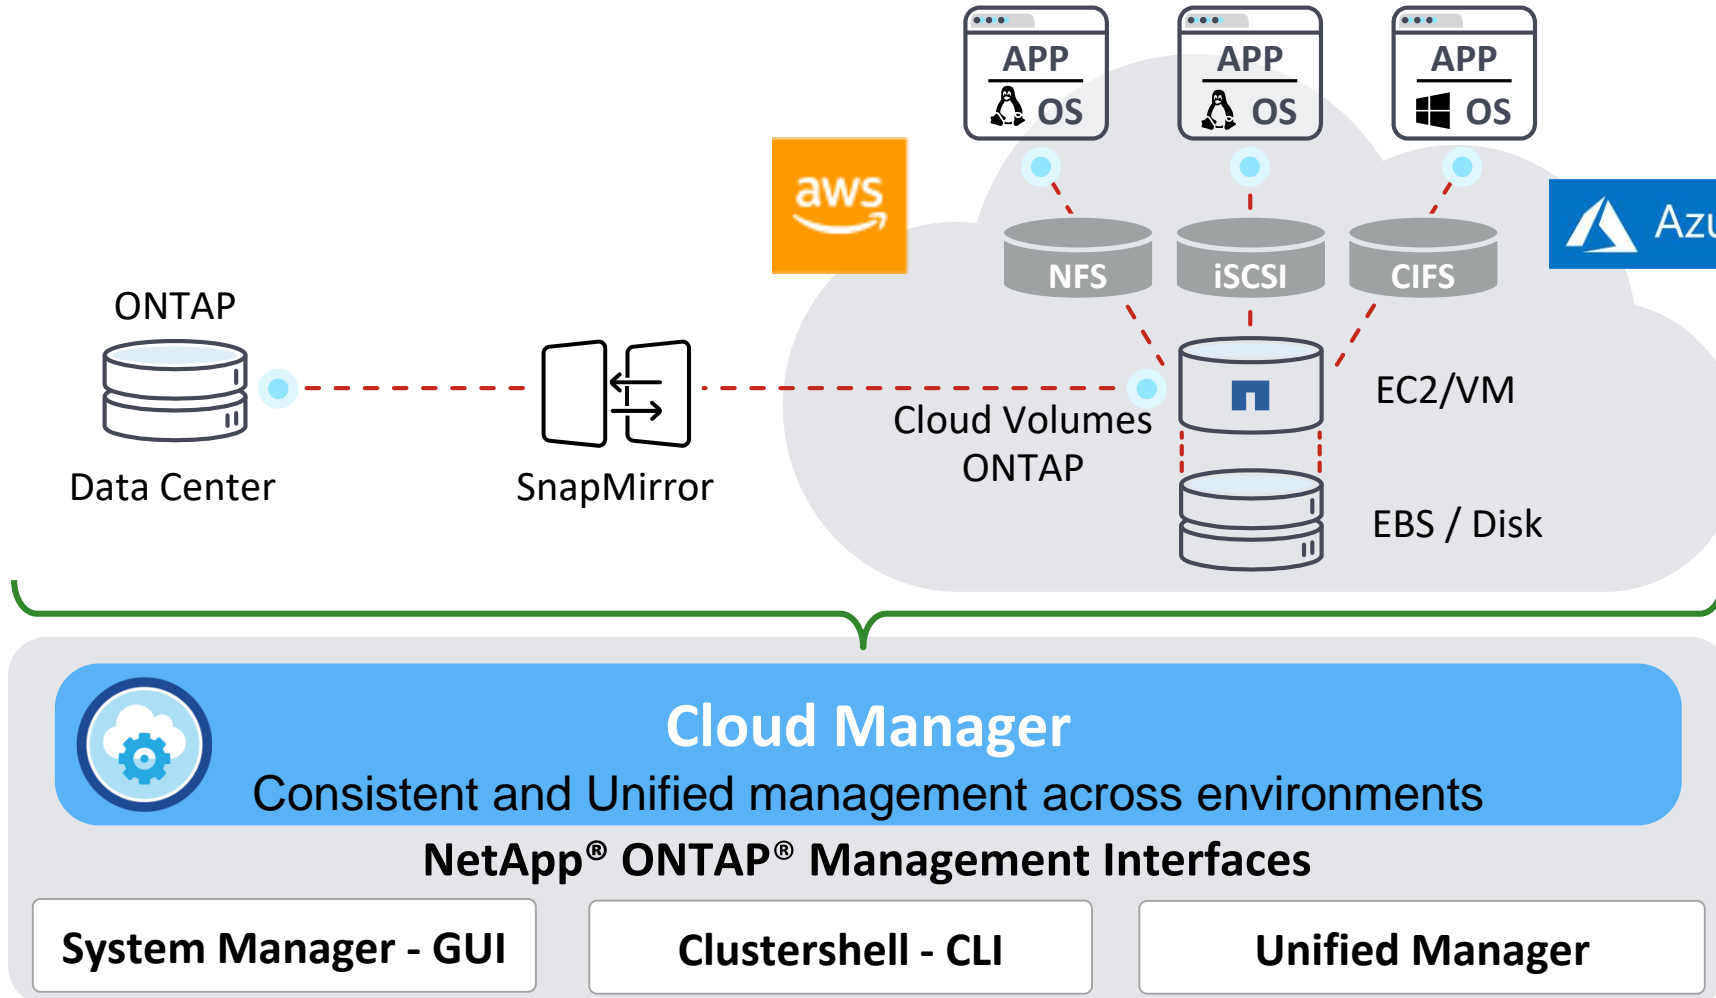 APP
OS
APP
OS
APP
OS
aws
Azu
NFS
iSCSI
CIFS
ONTAP
Data Center
SnapMirror
Cloud Volumes
ONTAP
EC2/VM
EBS / Disk
Cloud Manager
Consistent and Unified management across environments
NetApp® ONTAP® Management Interfaces
System Manager - GUI
Clustershell - CLI
Unified Manager